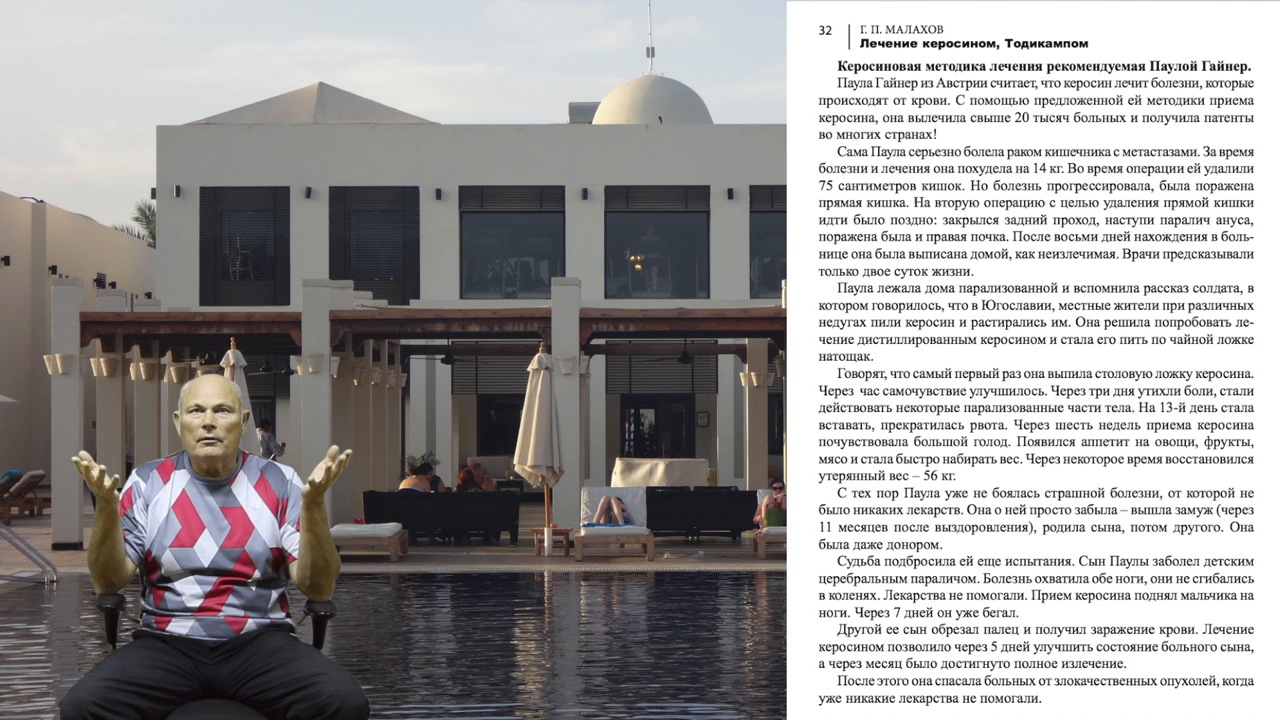 32
Г. П. МАЛАХОВ
Лечение керосином, Тодикампом
Керосиновая методика лечения рекомендуемая Паулой Гайнер.
Паула Гайнер из Австрии считает, что керосин лечит болезни, которые
происходят от крови. С помощью предложенной ей методики приема
керосина, она вылечила свыше 20 тысяч больных и получила патенты
во многих странах!
Сама Паула серьезно болела раком кишечника с метастазами. За время
болезни и лечения она похудела на 14 кг. Во время операции ей удалили
75 сантиметров кишок. Но болезнь прогрессировала, была поражена
прямая кишка. На вторую операцию с целью удаления прямой кишки
идти было поздно: закрылся задний проход, наступи паралич ануса,
поражена была и правая почка. После восьми дней нахождения в боль-
нице она была выписана домой, как неизлечимая. Врачи предсказывали
только двое суток жизни.
Паула лежала дома парализованной и вспомнила рассказ солдата, в
котором говорилось, что в Югославии, местные жители при различных
недугах пили керосин и растирались им. Она решила попробовать ле-
чение дистиллированным керосином и стала его пить по чайной ложке
натощак.
Говорят, что самый первый раз она выпила столовую ложку керосина.
Через час самочувствие улучшилось. Через три дня утихли боли, стали
действовать некоторые парализованные части тела. На 13-й день стала
вставать, прекратилась рвота. Через шесть недель приема керосина
почувствовала большой голод. Появился аппетит на овощи, фрукты,
мясо и стала быстро набирать вес. Через некоторое время восстановился
утерянный вес – 56 кг.
С тех пор Паула уже не боялась страшной болезни, от которой не
было никаких лекарств. Она о ней просто забыла – вышла замуж (через
11 месяцев после выздоровления), родила сына, потом другого. Она
была даже донором.
Судьба подбросила ей еще испытания. Сын Паулы заболел детским
церебральным параличом. Болезнь охватила обе ноги, они не сгибались
в коленях. Лекарства не помогали. Прием керосина поднял мальчика на
ноги. Через 7 дней он уже бегал.
Другой ее сын обрезал палец и получил заражение крови. Лечение
керосином позволило через 5 дней улучшить состояние больного сына,
а через месяц было достигнуто полное излечение.
После этого она спасала больных от злокачественных опухолей, когда
уже никакие лекарства не помогали.